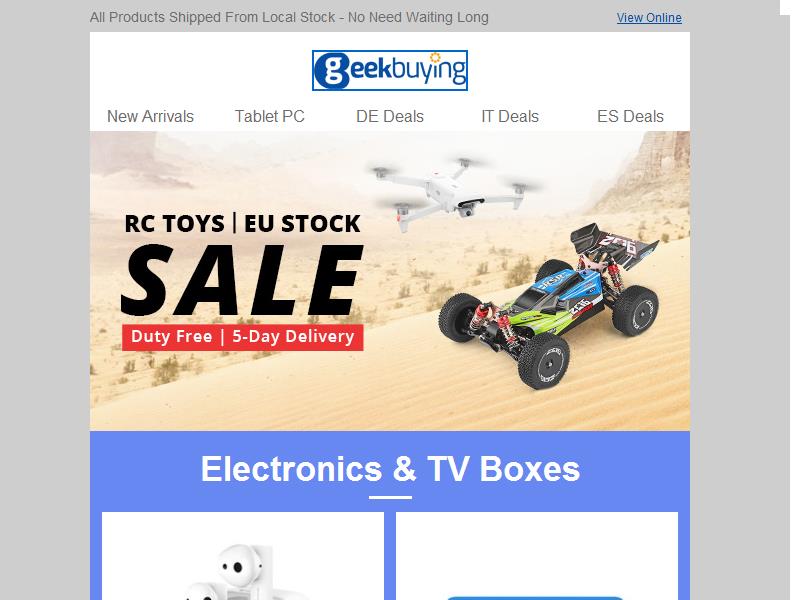 All Products Shipped From Local Stock - No Need Waiting Long
View Online
geekbuying
New Arrivals
Tablet PC
DE Deals
IT Deals
ES Deals
RC TOYS | EU STOCK
SALE
Duty Free | 5-Day Delivery
Electronics & TV Boxes